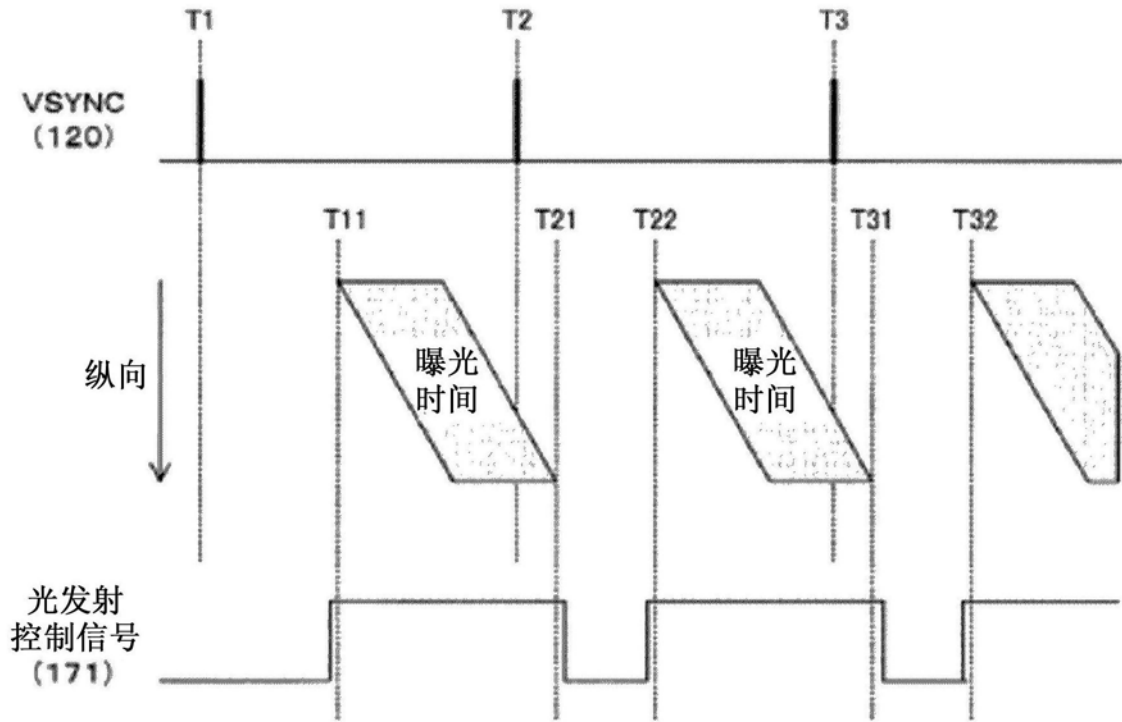 T1 T2 T3
VSYNC
(120)
T11 T21 T22 T31 T32
纵向
曝光
时间
曝光
时间
光发射
控制信号
(171)